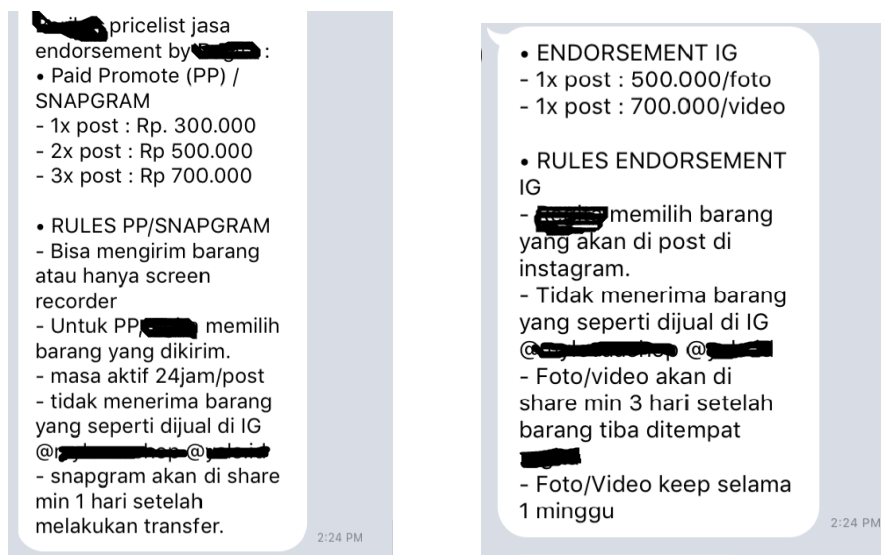 pricelist jasa
endorsement by :
• Paid Promote (PP) /
SNAPGRAM
- 1x post : Rp. 300.000
- 2x post : Rp 500.000
- 3x post : Rp 700.000
• RULES PP/SNAPGRAM
- Bisa mengirim barang
atau hanya screen
recorder
- Untuk PP, memilih
barang yang dikirim.
- masa aktif 24jam/post
- tidak menerima barang
yang seperti dijual di IG
@ @
- snapgram akan di share
min 1 hari setelah
melakukan transfer.
2:24 PM
• ENDORSEMENT IG
- 1x post : 500.000/foto
- 1x post : 700.000/video
• RULES ENDORSEMENT
IG
- memilih barang
yang akan di post di
instagram.
- Tidak menerima barang
yang seperti dijual di IG
@ @
- Foto/video akan di
share min 3 hari setelah
barang tiba ditempat
- Foto/Video keep selama
1 minggu
2:24 PM